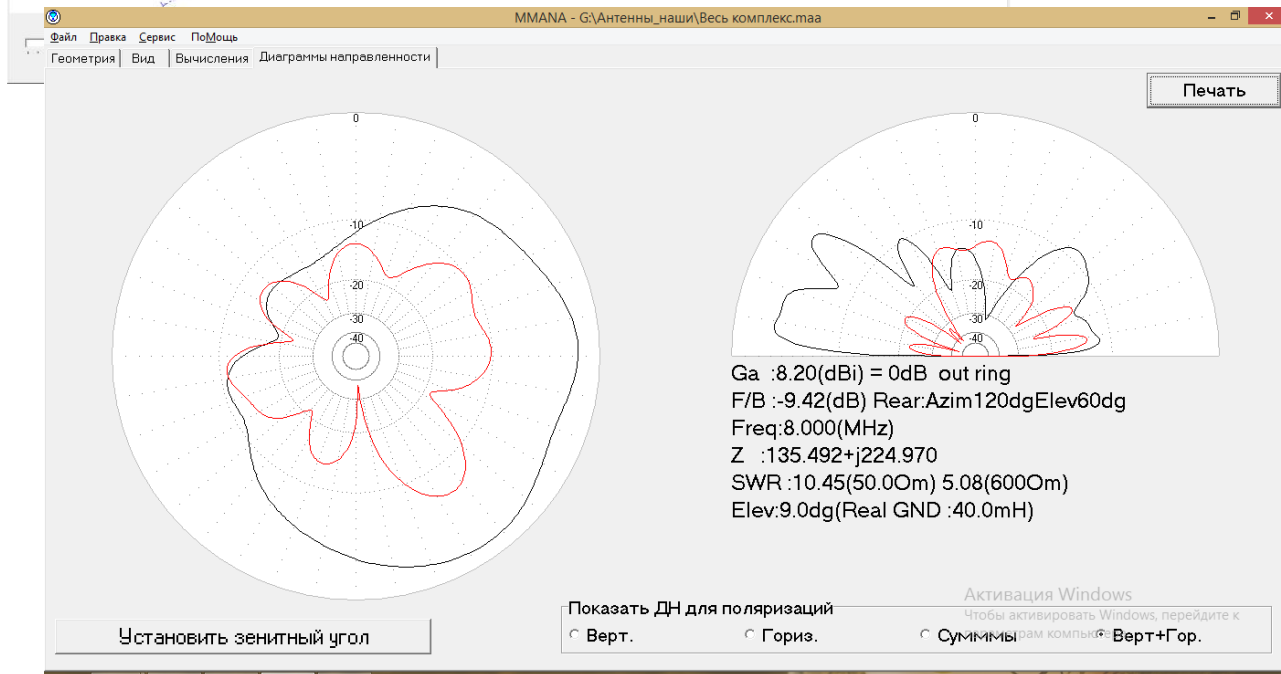 MMANA - G:\Антенны_наши\Весь комплекс.maa
Файл Правка Сервис ПоМощь
Геометрия Вид Вычисления Диаграммы направленности
Печать
0
-10
-20
-30
-40
0
-10
-20
-30
-40
Ga :8.20(dBi) = 0dB out ring
F/B :-9.42(dB) Rear:Azim120dgElev60dg
Freq:8.000(MHz)
Z :135.492+j224.970
SWR :10.45(50.0Om) 5.08(600Om)
Elev:9.0dg(Real GND :40.0mH)
Активация Windows
Чтобы активировать Windows, перейдите к
Показать ДН для поляризаций
Верт. Гориз. Суммы Верт+Гор.
Установить зенитный угол